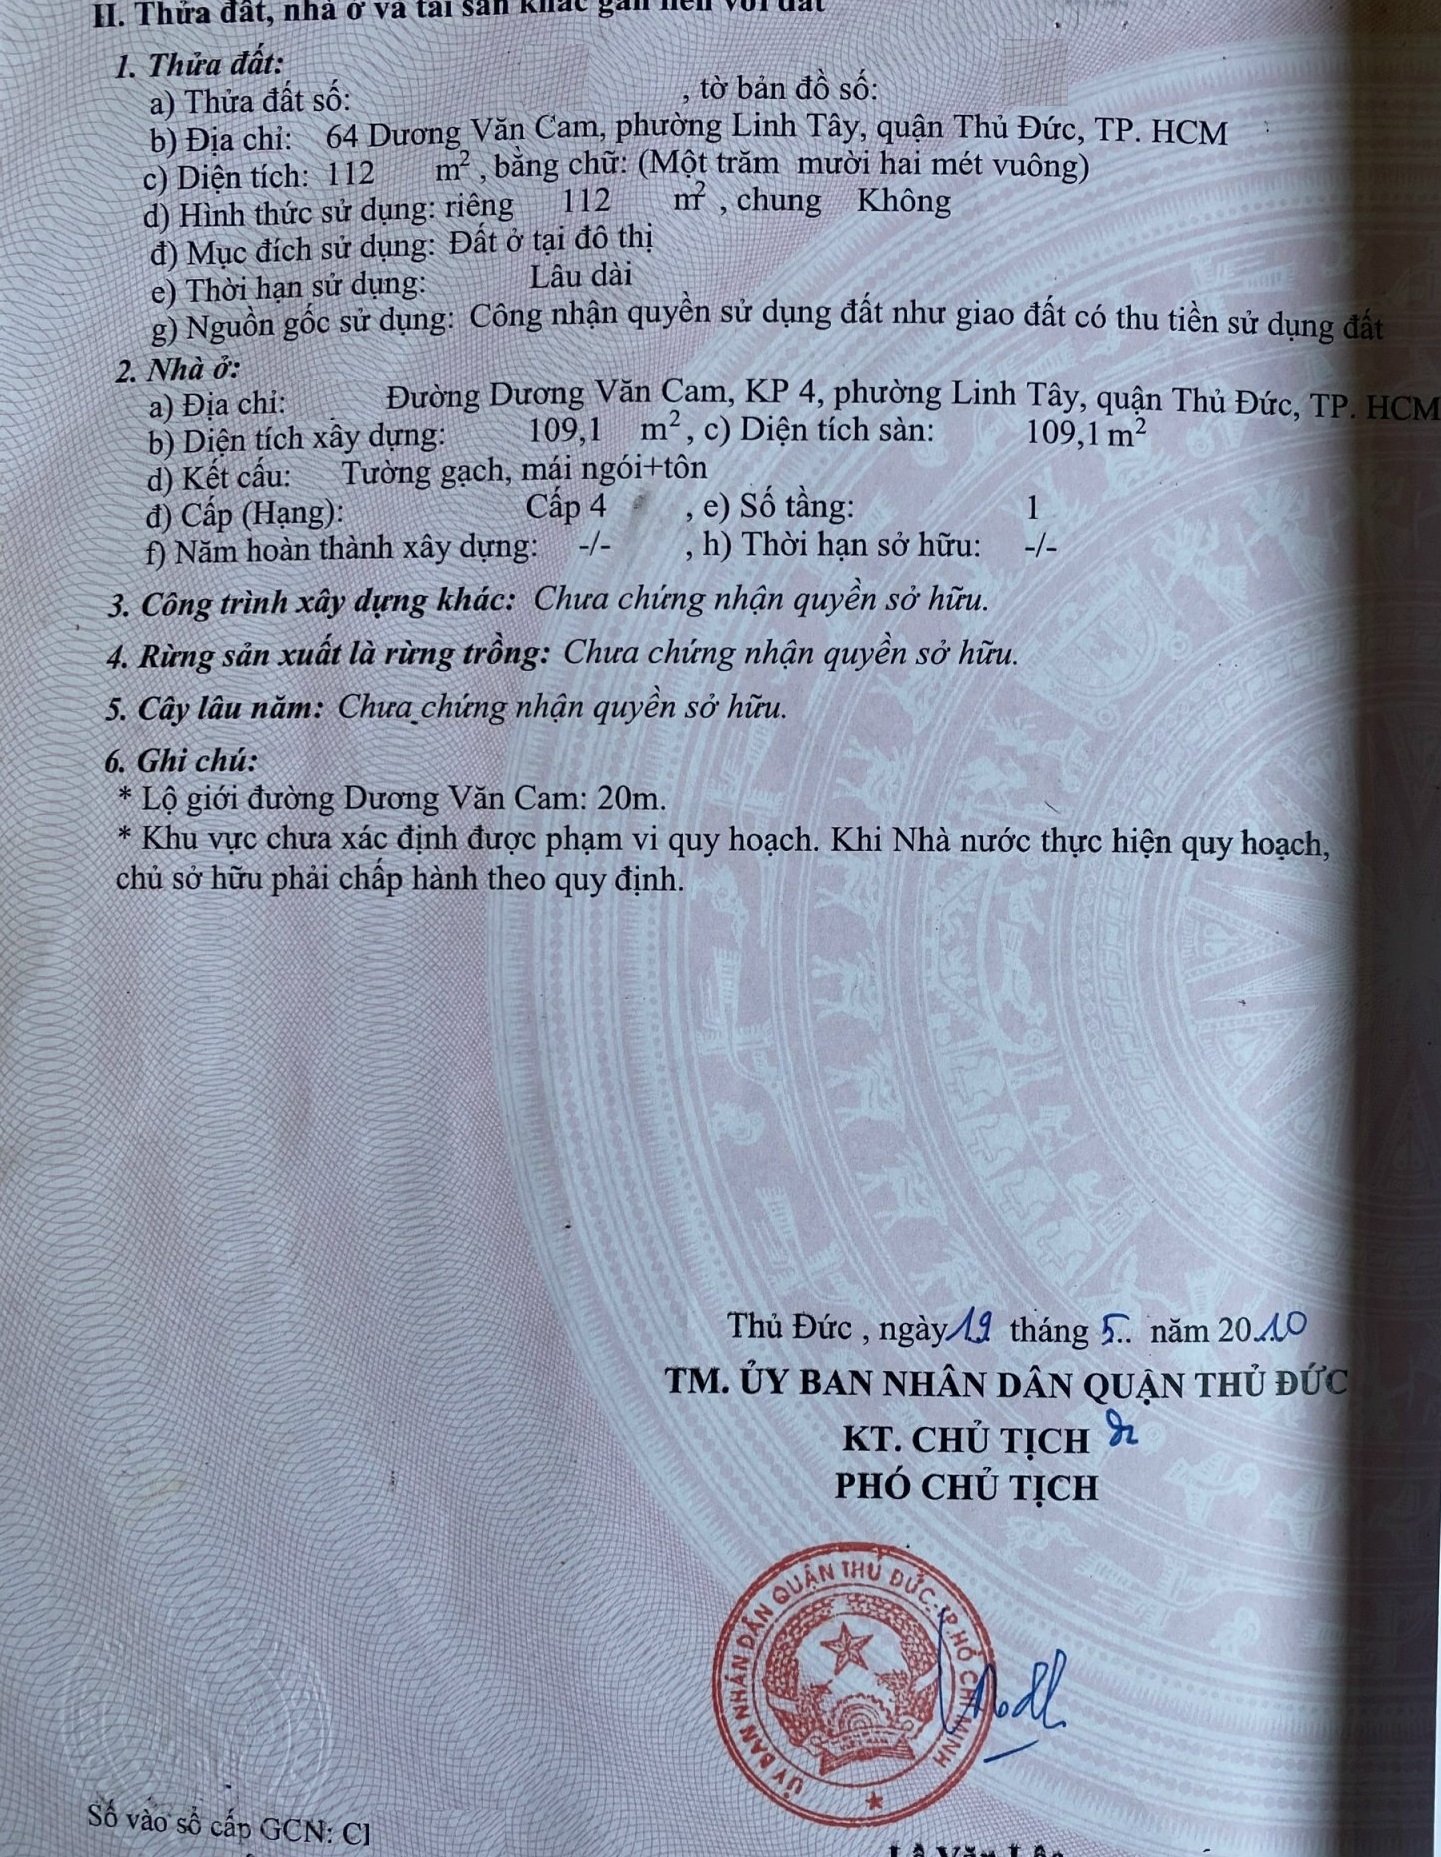 II. Thửa đất, nhà ở và tài sản khác gắn liền với đất
1. Thửa đất:
a) Thửa đất số: , tờ bản đồ số:
b) Địa chỉ: 64 Dương Văn Cam, phường Linh Tây, quận Thủ Đức, TP. HCM
c) Diện tích: 112 m², bằng chữ: (Một trăm mười hai mét vuông)
d) Hình thức sử dụng: riêng 112 m², chung Không
đ) Mục đích sử dụng: Đất ở tại đô thị
e) Thời hạn sử dụng: Lâu dài
g) Nguồn gốc sử dụng: Công nhận quyền sử dụng đất như giao đất có thu tiền sử dụng đất
2. Nhà ở:
a) Địa chỉ: Đường Dương Văn Cam, KP 4, phường Linh Tây, quận Thủ Đức, TP. HCM
b) Diện tích xây dựng: 109,1 m², c) Diện tích sàn: 109,1 m²
d) Kết cấu: Tường gạch, mái ngói+tôn
đ) Cấp (Hạng): Cấp 4 , e) Số tầng: 1
f) Năm hoàn thành xây dựng: -/- , h) Thời hạn sở hữu: -/-
3. Công trình xây dựng khác: Chưa chứng nhận quyền sở hữu.
4. Rừng sản xuất là rừng trồng: Chưa chứng nhận quyền sở hữu.
5. Cây lâu năm: Chưa chứng nhận quyền sở hữu.
6. Ghi chú:
* Lộ giới đường Dương Văn Cam: 20m.
* Khu vực chưa xác định được phạm vi quy hoạch. Khi Nhà nước thực hiện quy hoạch,
chủ sở hữu phải chấp hành theo quy định.
Thủ Đức , ngày 19 tháng 5.. năm 2010
TM. ỦY BAN NHÂN DÂN QUẬN THỦ ĐỨC
KT. CHỦ TỊCH
PHÓ CHỦ TỊCH
ỦY BAN NHÂN DÂN QUẬN THỦ ĐỨC-TP.HỒ CHÍ MINH
Số vào sổ cấp GCN: CI